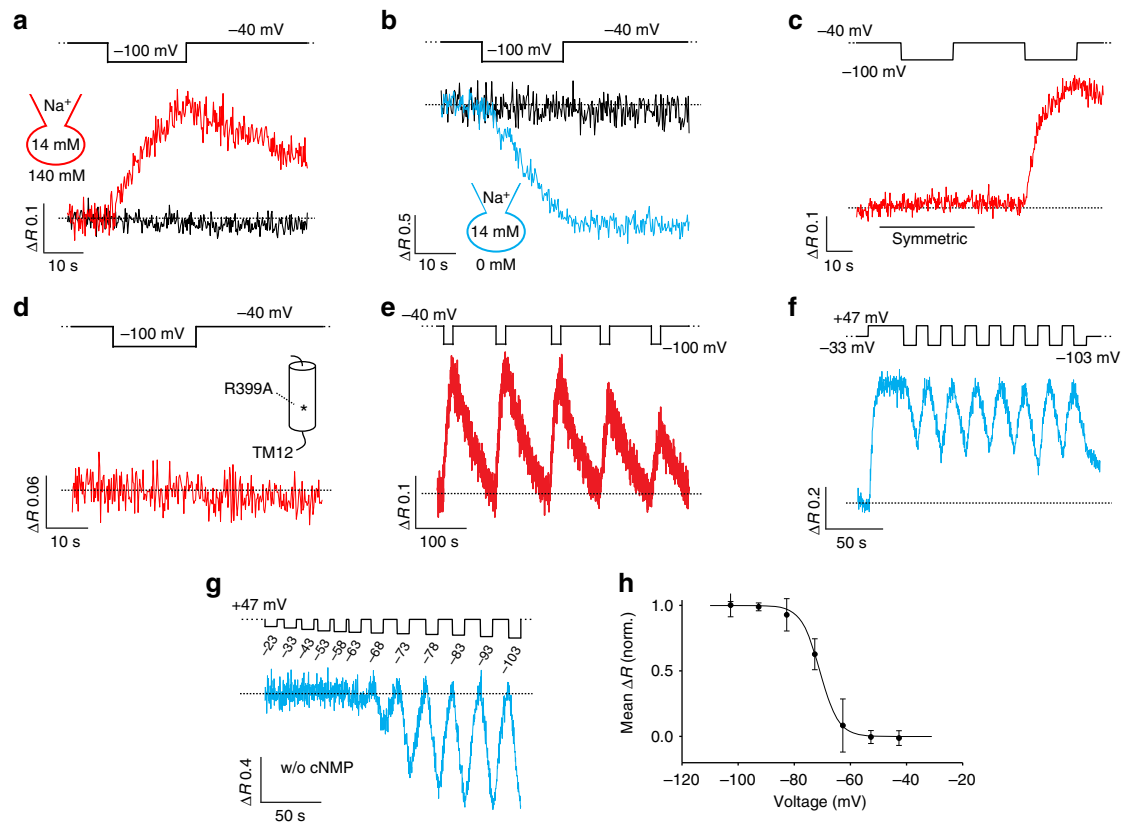 a
–40 mV
–100 mV
Na+
14 mM
140 mM
ΔR 0.1
10 s
b
–40 mV
–100 mV
Na+
14 mM
0 mM
ΔR 0.5
10 s
c
–40 mV
–100 mV
Symmetric
ΔR 0.1
10 s
d
–40 mV
–100 mV
R399A
*
TM12
ΔR 0.06
10 s
e
–40 mV
–100 mV
ΔR 0.1
100 s
f
+47 mV
–33 mV
–103 mV
ΔR 0.2
50 s
g
+47 mV
–23
–33
–43
–53
–58
–63
–68
–73
–78
–83
–93
–103
w/o cNMP
ΔR 0.4
50 s
h
Mean ΔR (norm.)
1.0
0.5
0.0
–120
–100
–80
–60
–40
–20
Voltage (mV)